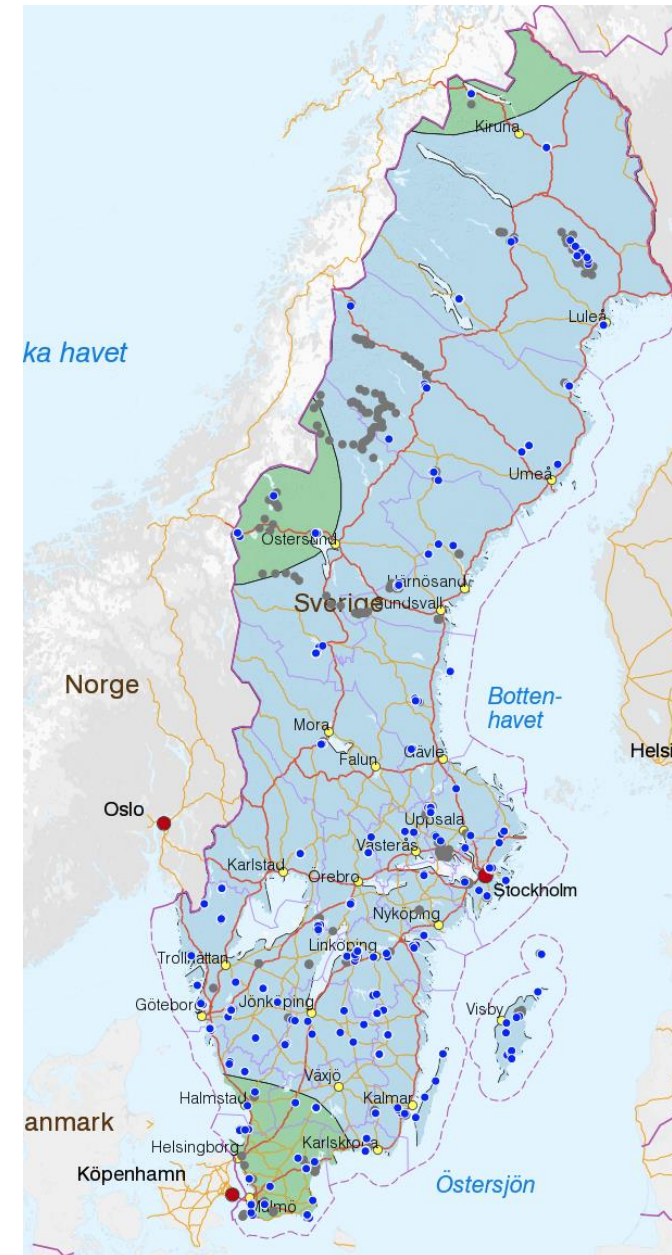 Kiruna
Luleå
ka havet
Umeå
Östersund
Härnösand
Sverige
undsvall
Norge
Botten-
havet
Mora
Gävle
Falun
Helsi
Oslo
Uppsala
Västerås
Karlstad
Örebro
Stockholm
Nyköping
Linköping
Trollhättan
Jönköping
Göteborg
Visby
Växjö
Halmstad
Kalmar
anmark
Karlskrona
Helsingborg
Köpenhamn
Östersjön
Malmö